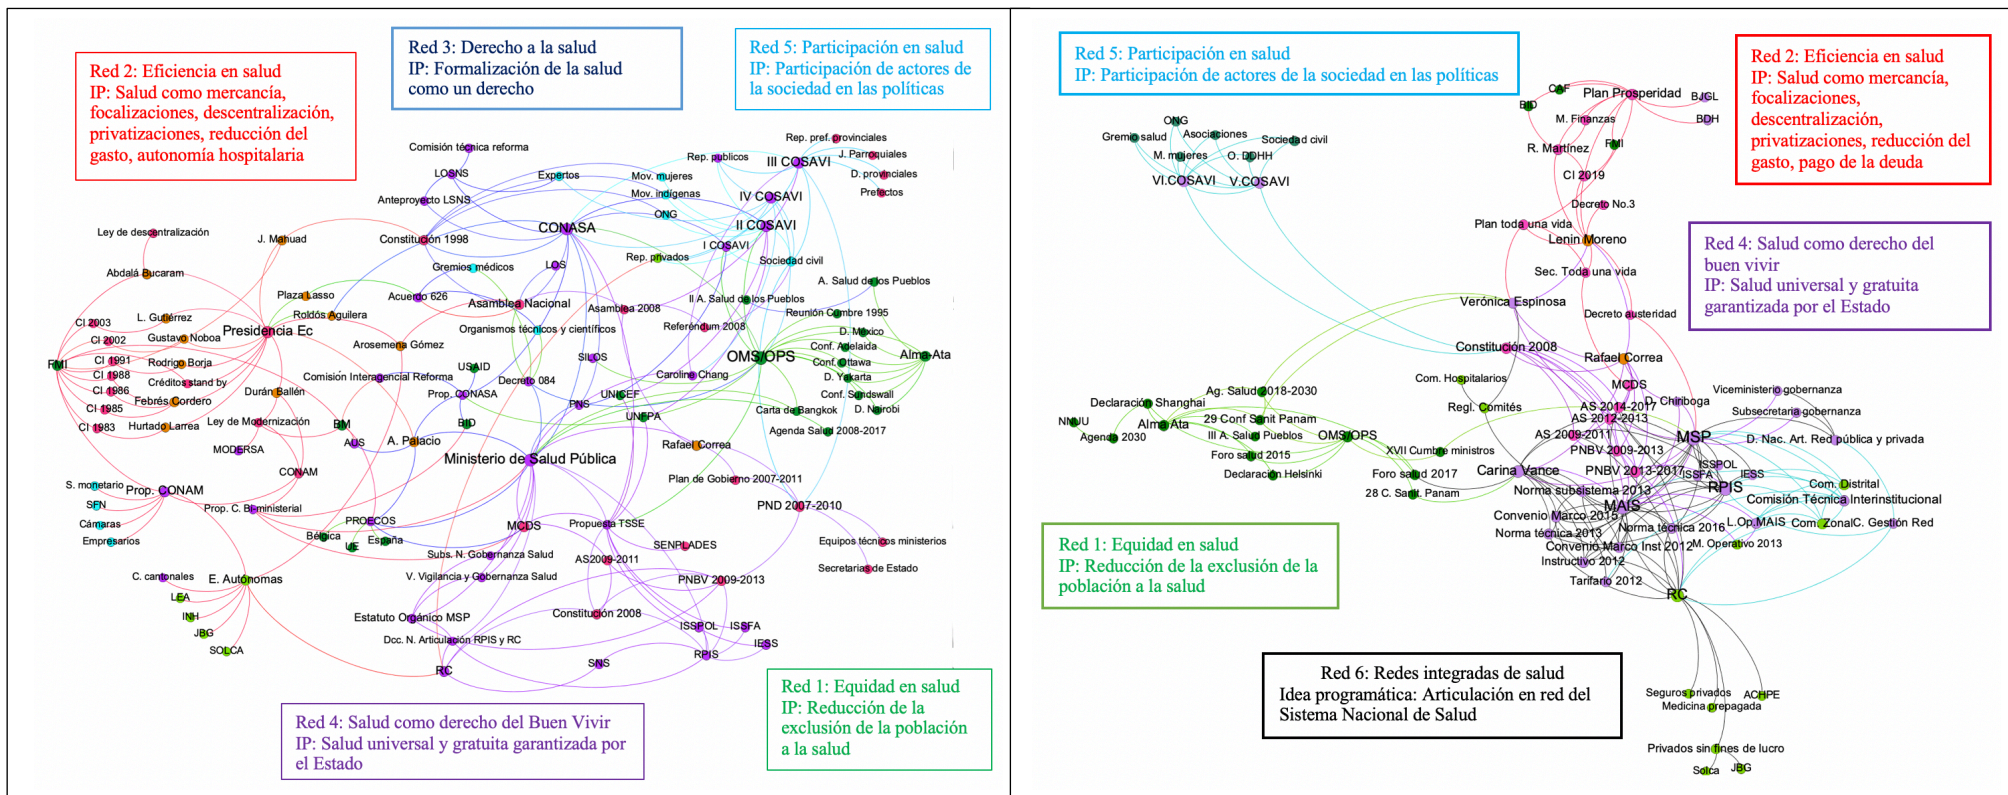 Red 2: Eficiencia en salud
IP: Salud como mercancía,
focalizaciones, descentralización,
privatizaciones, reducción del
gasto, autonomía hospitalaria
Red 3: Derecho a la salud
IP: Formalización de la salud
como un derecho
Red 5: Participación en salud
IP: Participación de actores de
la sociedad en las políticas
Comisión técnica reforma
LOSNS
Anteproyecto LSNS
Expertos
Mov. mujeres
Mov. indígenas
ONG
Rep. publicos
III COSAVI
Rep. pref. provinciales
J. Parroquiales
D. provinciales
Prefectos
IV COSAVI
II COSAVI
I COSAVI
Ley de descentralización
J. Mahuad
Constitución 1998
CONASA
Rep. privados
Sociedad civil
Abdalá Bucaram
Gremios médicos
LOS
A. Salud de los Pueblos
Plaza Lasso
Acuerdo 626
Asamblea Nacional
Asamblea 2008
II A. Salud de los Pueblos
Reunión Cumbre 1995
CI 2003
L. Gutiérrez
Roldós Aguilera
Presidencia Ec
Organismos técnicos y científicos
Referéndum 2008
D. México
CI 2002
Gustavo Noboa
Arosemena Gómez
SILOS
OMS/OPS
Conf. Adelaida
Alma-Ata
FMI
CI 1991
Rodrigo Borja
Conf. Ottawa
CI 1988
Créditos stand by
Comisión Interagencial Reforma
USAID
Decreto 084
Caroline Chang
D. Yakarta
CI 1986
Febrés Cordero
Durán Ballén
Prop. CONASA
UNICEF
Conf. Sundswall
CI 1985
PNS
UNFPA
Carta de Bangkok
D. Nairobi
CI 1983
Hurtado Larrea
Ley de Modernización
BM
BID
Agenda Salud 2008-2017
MODERSA
AUS
A. Palacio
Rafael Correa
Ministerio de Salud Pública
CONAM
Plan de Gobierno 2007-2011
S. monetario
Prop. CONAM
SFN
Prop. C. Bi-ministerial
PND 2007-2010
Cámaras
PROECOS
MCDS
Propuesta TSSE
Empresarios
Bélgica
España
UE
SENPLADES
Equipos técnicos ministerios
Subs. N. Gobernanza Salud
AS2009-2011
Secretarias de Estado
C. cantonales
E. Autónomas
V. Vigilancia y Gobernanza Salud
PNBV 2009-2013
LEA
INH
Estatuto Orgánico MSP
Constitución 2008
JBG
ISSPOL
ISSFA
SOLCA
Dcc. N. Articulación RPIS y RC
IESS
RC
SNS
RPIS
Red 4: Salud como derecho del Buen Vivir
IP: Salud universal y gratuita garantizada por
el Estado
Red 1: Equidad en salud
IP: Reducción de la
exclusión de la población
a la salud
Red 5: Participación en salud
IP: Participación de actores de la sociedad en las políticas
Red 2: Eficiencia en salud
IP: Salud como mercancía,
focalizaciones,
descentralización,
privatizaciones, reducción del
gasto, pago de la deuda
CAF
Plan Prosperidad
BID
BJGL
BDH
M. Finanzas
FMI
R. Martínez
CI 2019
ONG
Gremio salud
Asociaciones
Sociedad civil
M. mujeres
O. DDHH
VI.COSAVI
V.COSAVI
Decreto No.3
Plan toda una vida
Lenin Moreno
Sec. Toda una vida
Red 4: Salud como derecho del
buen vivir
IP: Salud universal y gratuita
garantizada por el Estado
Verónica Espinosa
Decreto austeridad
Constitución 2008
Rafael Correa
Com. Hospitalarios
MCDS
Viceministerio gobernanza
Regl. Comités
D. Chiriboga
Subsecretaria gobernanza
AS 2014-2017
AS 2012-2013
AS 2009-2011
MSP
D. Nac. Art. Red pública y privada
Ag. Salud 2018-2030
Declaración Shanghai
NNUU
Alma Ata
29 Conf Sanit Panam
Agenda 2030
III A. Salud Pueblos
OMS/OPS
XVII Cumbre ministros
PNBV 2009-2013
Foro salud 2015
Declaración Helsinki
Foro salud 2017
28 C. Sanit. Panam
Carina Vance
PNBV 2013-2017
ISSPOL
ISSFA
IESS
RPIS
Com. Distrital
Norma subsistema 2013
Comisión Técnica Interinstitucional
MAIS
Convenio Marco 2015
Norma técnica 2016
L.Op.MAIS
Com. Zonal
C. Gestión Red
Norma técnica 2013
Convenio Marco Inst 2012
M. Operativo 2013
Instructivo 2012
Tarifario 2012
RC
Red 1: Equidad en salud
IP: Reducción de la exclusión de la
población a la salud
Red 6: Redes integradas de salud
Idea programática: Articulación en red del
Sistema Nacional de Salud
Seguros privados
ACHPE
Medicina prepagada
Privados sin fines de lucro
Solca
JBG